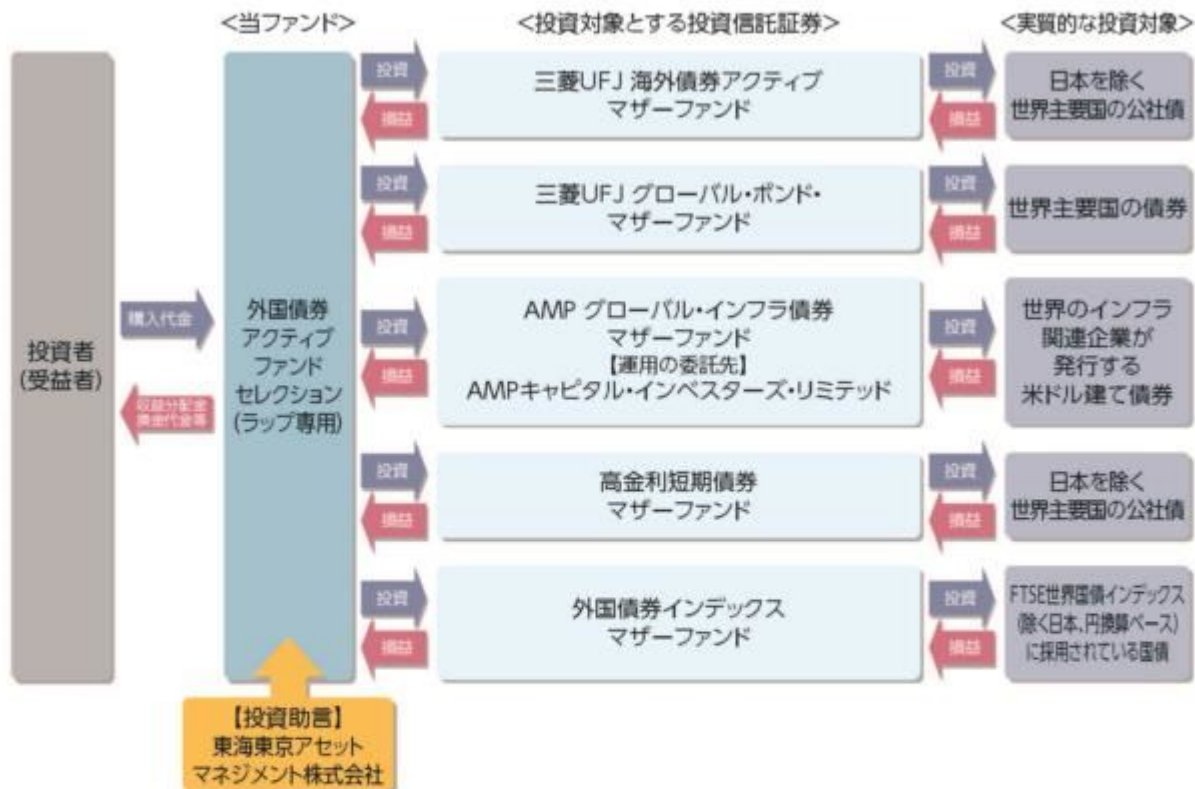 <当ファンド>
<投資対象とする投資信託証券>
<実質的な投資対象>
投資者
(受益者)
購入代金
収益分配金
換金代金等
外国債券
アクティブ
ファンド
セレクション
(ラップ専用)
【投資助言】
東海東京アセット
マネジメント株式会社
投資
損益
三菱UFJ 海外債券アクティブ
マザーファンド
投資
損益
日本を除く
世界主要国の公社債
投資
損益
三菱UFJ グローバル・ボンド・
マザーファンド
投資
損益
世界主要国の債券
投資
損益
AMP グローバル・インフラ債券
マザーファンド
【運用の委託先】
AMPキャピタル・インベスターズ・リミテッド
投資
損益
世界のインフラ
関連企業が
発行する
米ドル建て債券
投資
損益
高金利短期債券
マザーファンド
投資
損益
日本を除く
世界主要国の公社債
投資
損益
外国債券インデックス
マザーファンド
投資
損益
FTSE世界国債インデックス
(除く日本、円換算ベース)
に採用されている国債